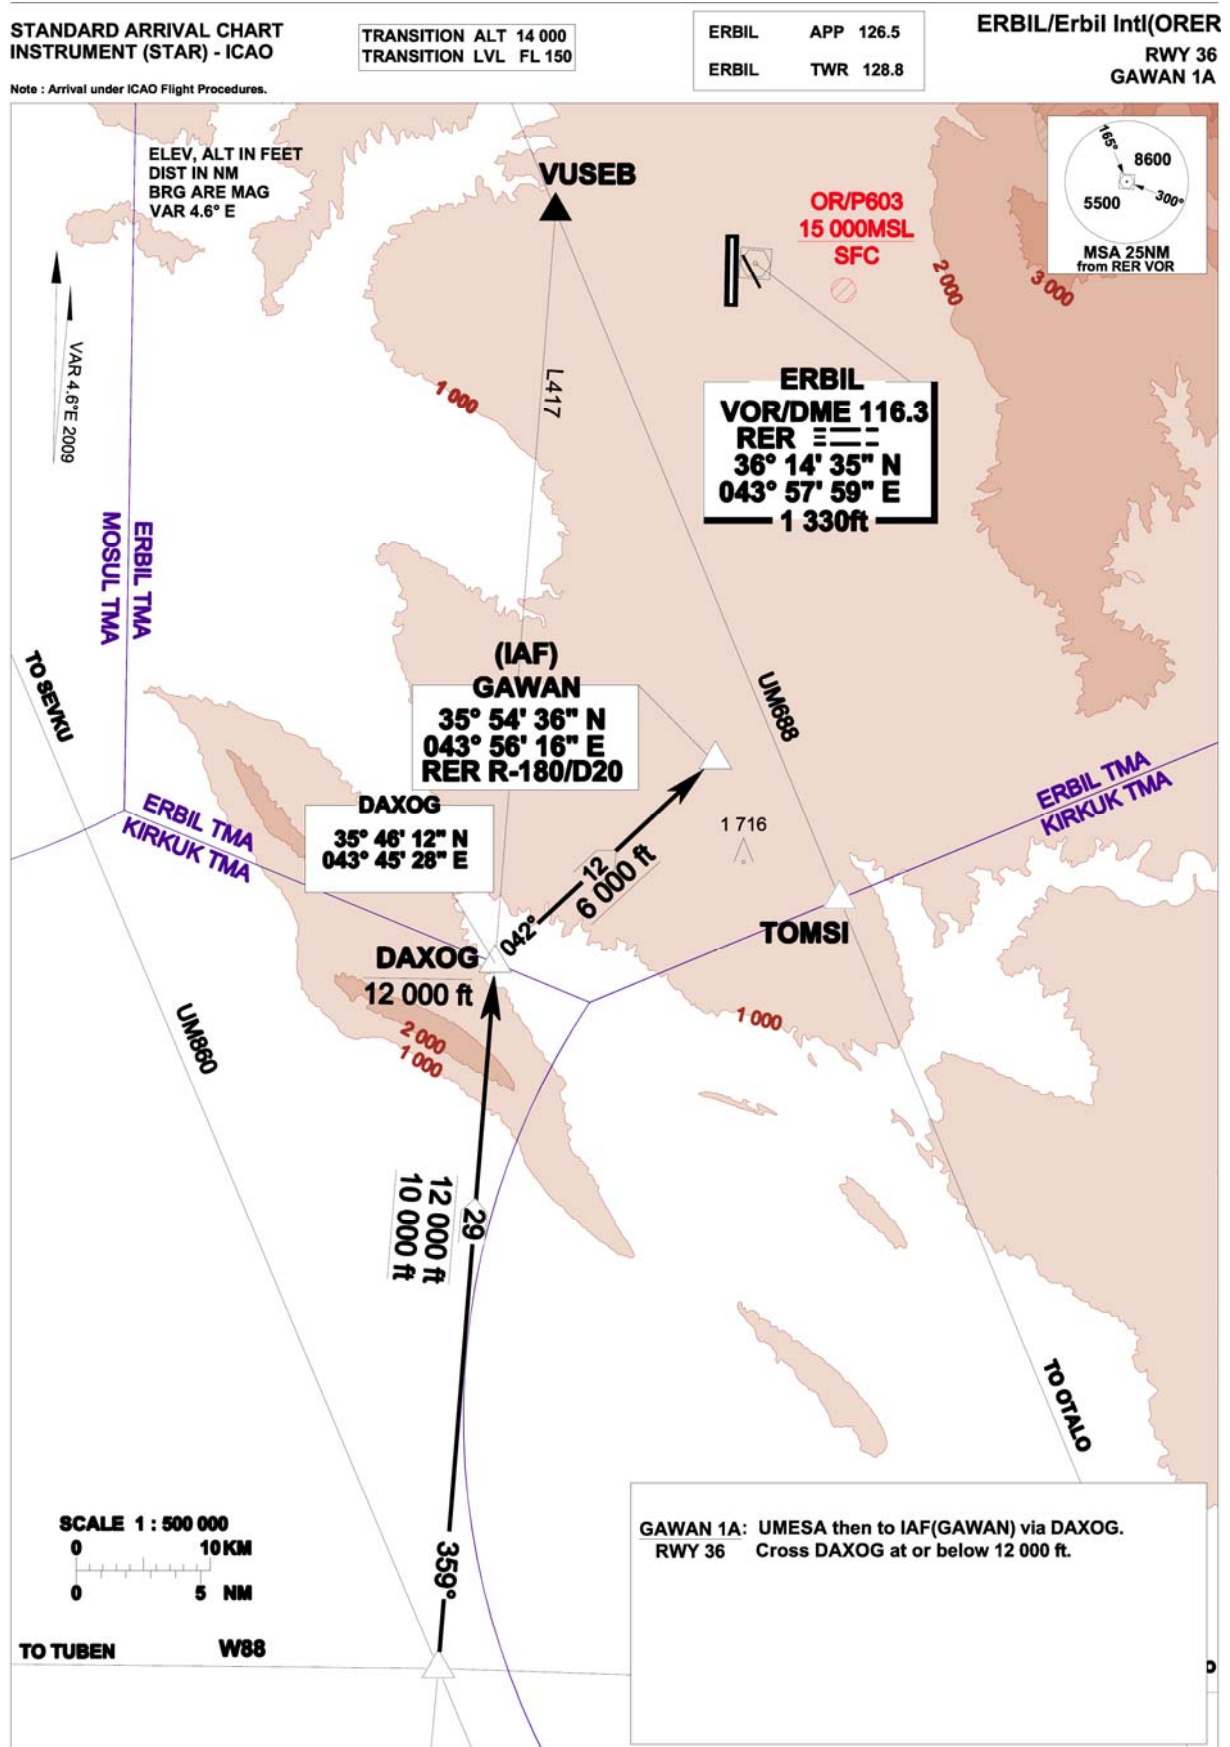 STANDARD ARRIVAL CHART
INSTRUMENT (STAR) - ICAO
Note : Arrival under ICAO Flight Procedures.
TRANSITION ALT 14 000
TRANSITION LVL FL 150
ERBIL APP 126.5
ERBIL TWR 128.8
ERBIL/Erbil Intl(ORER
RWY 36
GAWAN 1A
ELEV, ALT IN FEET
DIST IN NM
BRG ARE MAG
VAR 4.6° E
VUSEB
OR/P603
15 000MSL
SFC
165°
8600
5500
300°
MSA 25NM
from RER VOR
2 000
3 000
VAR 4.6°E 2009
1 000
L417
ERBIL
VOR/DME 116.3
RER
36° 14' 35" N
043° 57' 59" E
1 330ft
MOSUL TMA
ERBIL TMA
TO SEVKU
(IAF)
GAWAN
35° 54' 36" N
043° 56' 16" E
RER R-180/D20
UM688
ERBIL TMA
KIRKUK TMA
DAXOG
35° 46' 12" N
043° 45' 28" E
ERBIL TMA
KIRKUK TMA
1 716
12
6 000 ft
042°
TOMSI
DAXOG
12 000 ft
2 000
1 000
1 000
UM860
12 000 ft
10 000 ft
29
TO OTALO
359°
SCALE 1 : 500 000
0 10 KM
0 5 NM
GAWAN 1A: UMESA then to IAF(GAWAN) via DAXOG.
RWY 36 Cross DAXOG at or below 12 000 ft.
TO TUBEN W88